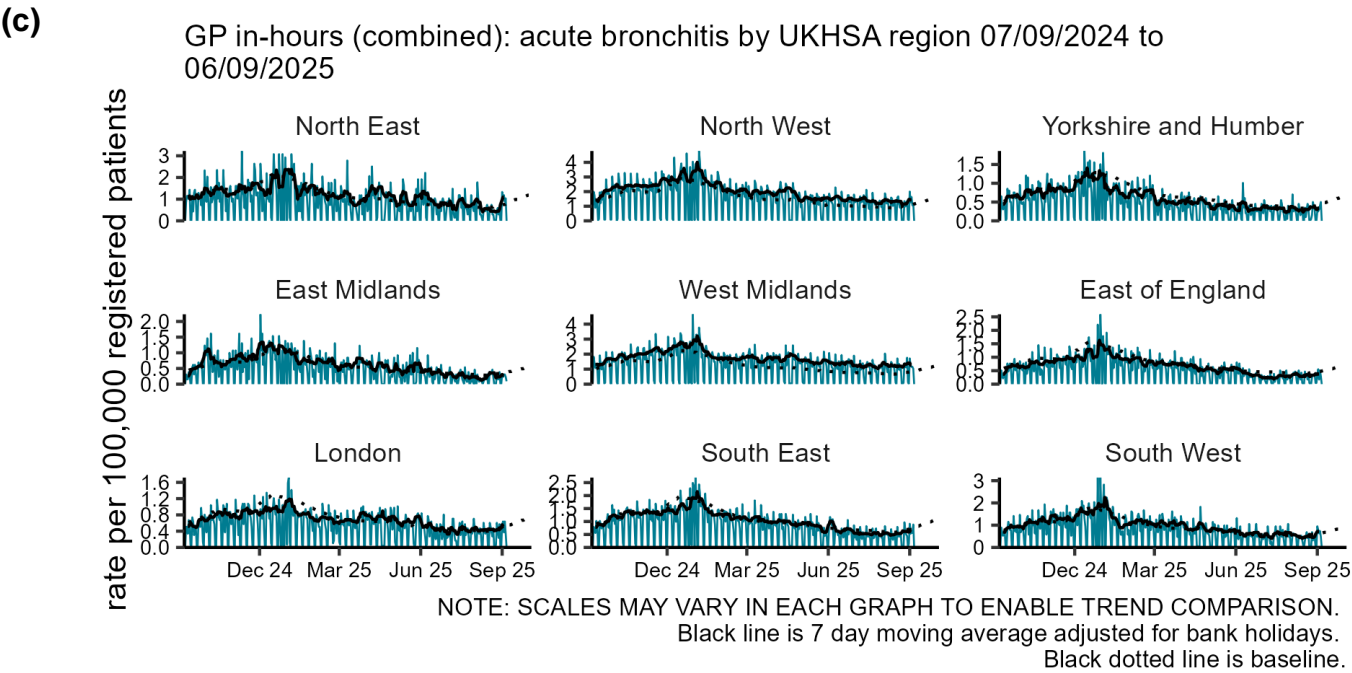 (c)
GP in-hours (combined): acute bronchitis by UKHSA region 07/09/2024 to
06/09/2025
rate per 100,000 registered patients
North East
3
2
1
0
North West
4
3
2
1
0
Yorkshire and Humber
1.5
1.0
0.5
0.0
East Midlands
2.0
1.5
1.0
0.5
0.0
West Midlands
4
3
2
1
0
East of England
2.5
2.0
1.5
1.0
0.5
0.0
London
1.6
1.2
0.8
0.4
0.0
South East
2.5
2.0
1.5
1.0
0.5
0.0
South West
3
2
1
0
Dec 24 Mar 25 Jun 25 Sep 25
Dec 24 Mar 25 Jun 25 Sep 25
Dec 24 Mar 25 Jun 25 Sep 25
NOTE: SCALES MAY VARY IN EACH GRAPH TO ENABLE TREND COMPARISON.
Black line is 7 day moving average adjusted for bank holidays.
Black dotted line is baseline.